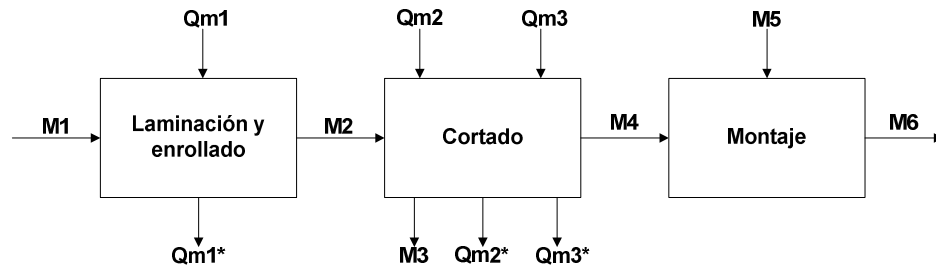 Qm1
Qm2
Qm3
M5
M1
Laminación y
enrollado
M2
Cortado
M4
Montaje
M6
Qm1*
M3
Qm2*
Qm3*